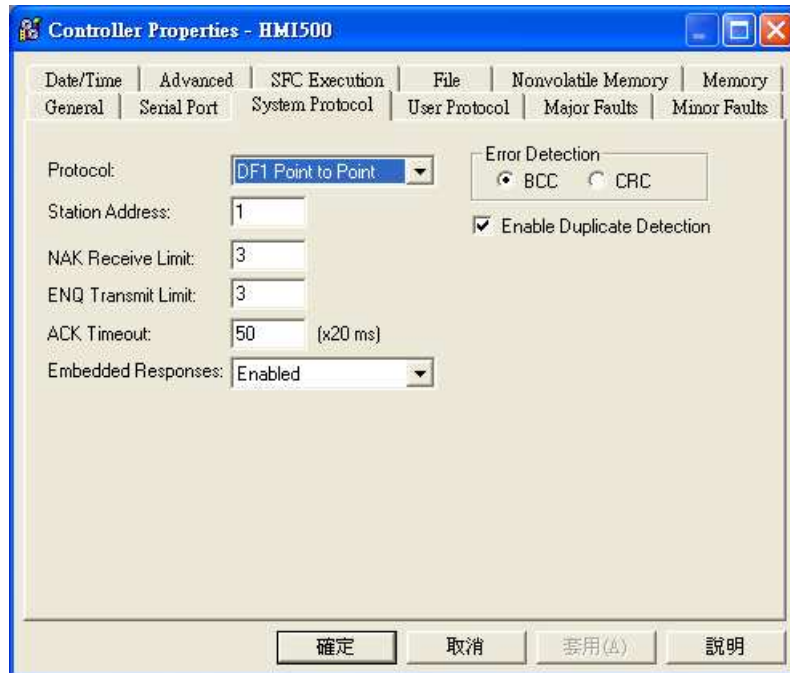 Controller Properties - HMI500
Date/Time Advanced SFC Execution File Nonvolatile Memory Memory
General Serial Port System Protocol User Protocol Major Faults Minor Faults
Protocol: DF1 Point to Point
Error Detection
BCC CRC
Station Address: 1
Enable Duplicate Detection
NAK Receive Limit: 3
ENQ Transmit Limit: 3
ACK Timeout: 50 (x20 ms)
Embedded Responses: Enabled
確定 取消 套用(A) 說明